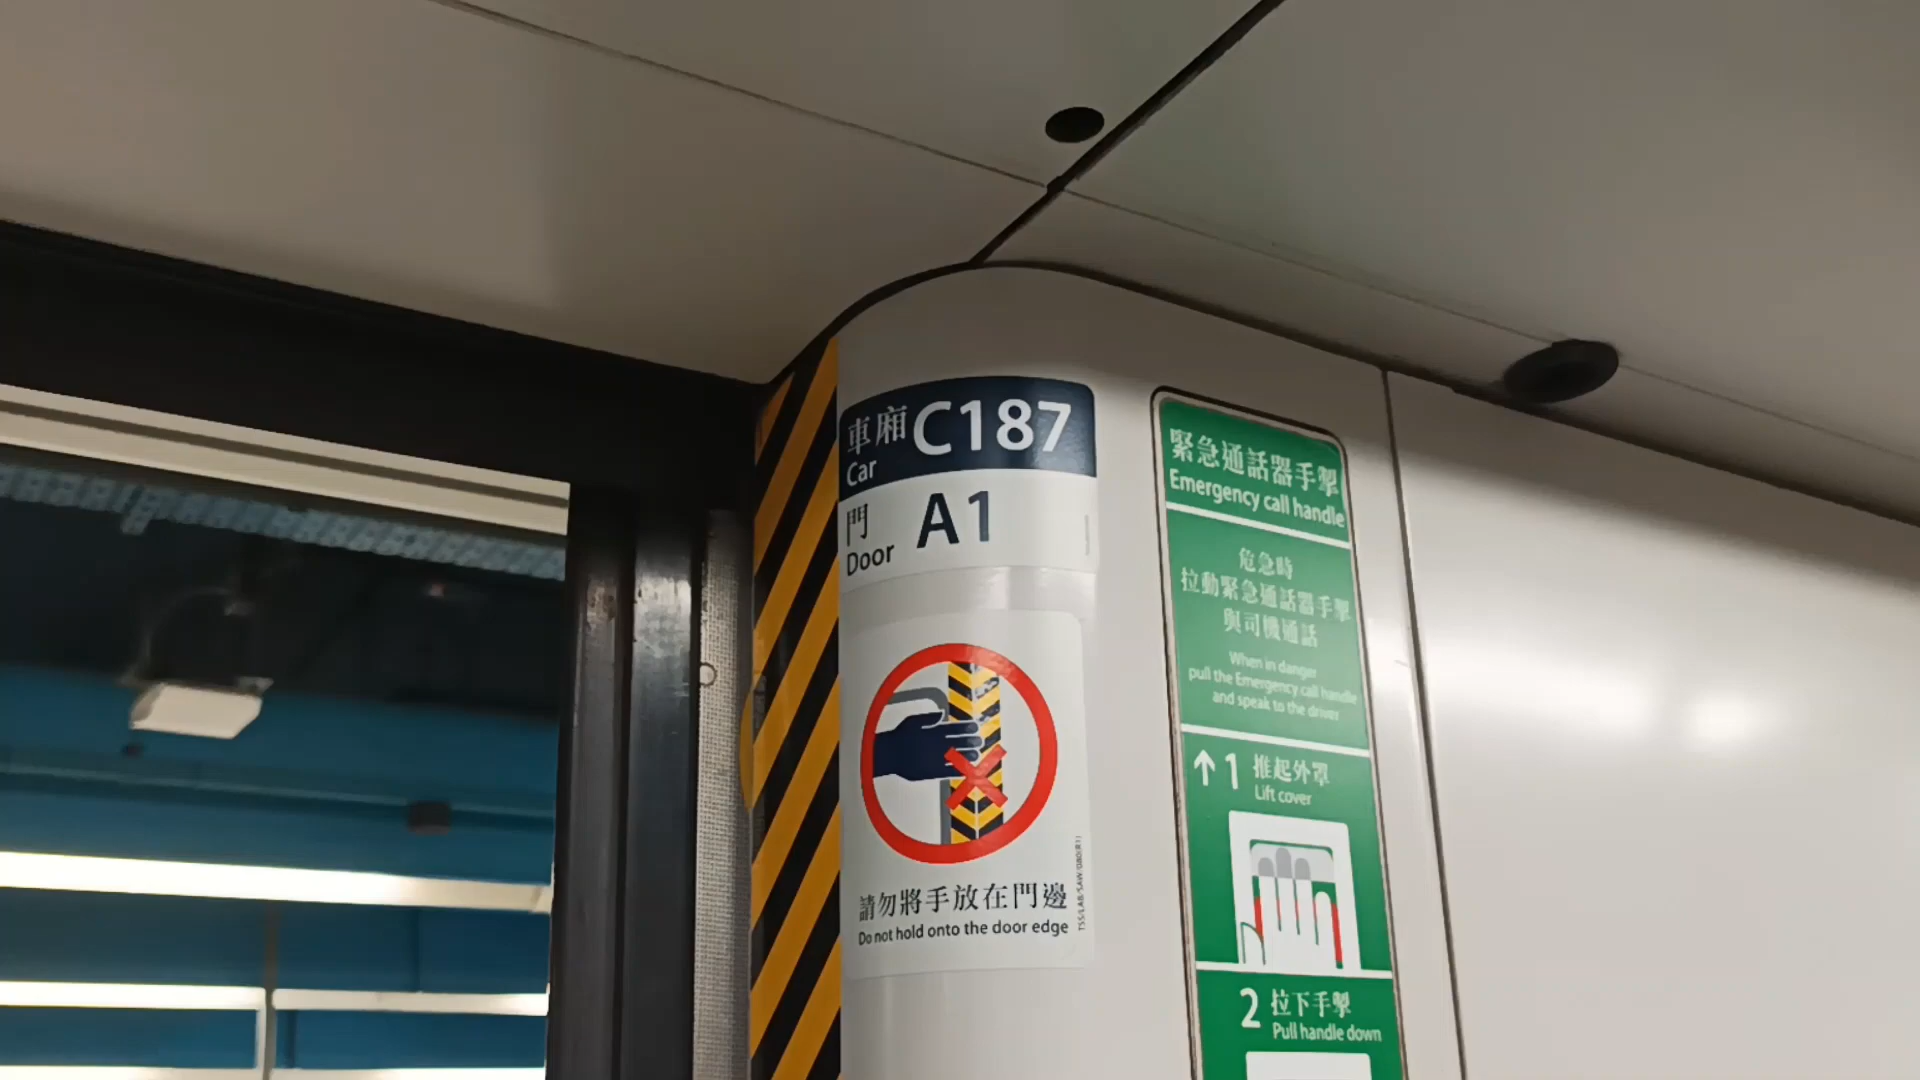 車廂 C187
Car
門 A1
Door
請勿將手放在門邊
Do not hold onto the door edge
緊急通話器手掣
Emergency call handle
危急時
拉動緊急通話器手掣
與司機通話
When in danger
pull the Emergency call handle
and speak to the driver
↑1 推起外罩
Lift cover
2 拉下手掣
Pull handle down